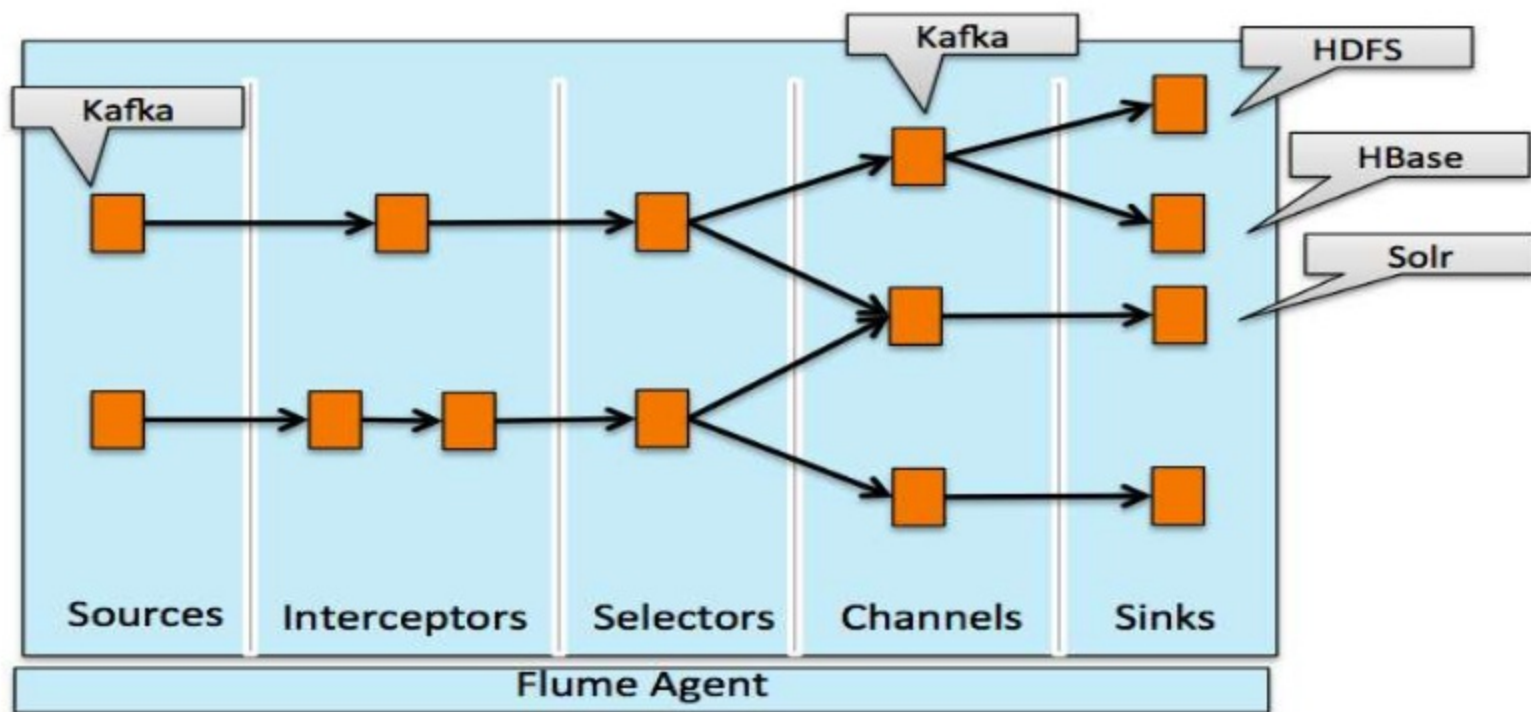 Kafka
HDFS
Kafka
HBase
Solr
Sources
Interceptors
Selectors
Channels
Sinks
Flume Agent